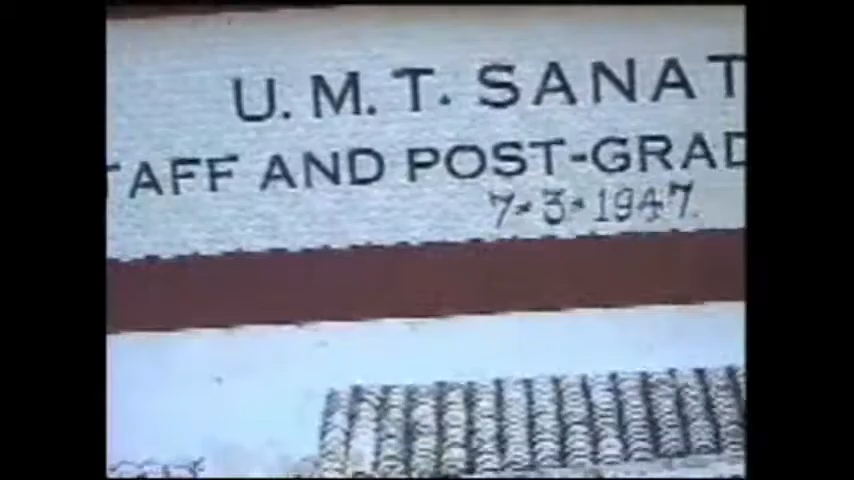 U. M. T. SANAT
TAFF AND POST-GRAD
7-3-1947.